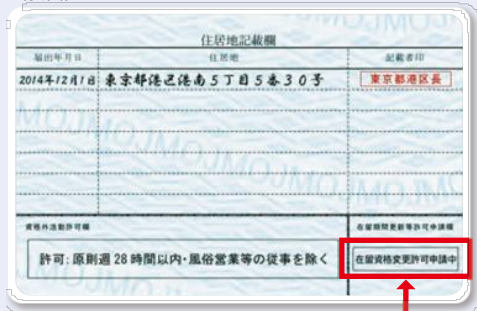 住居地記載欄
届出年月日 住居地 記載者印
2014年12月1日 東京都港区港南5丁目5番30号 東京都港区長
資格外活動許可欄 在留期間更新等許可申請欄
許可:原則週28時間以内・風俗営業等の従事を除く 在留資格変更許可申請中
MOJMOJMOJMOJMO